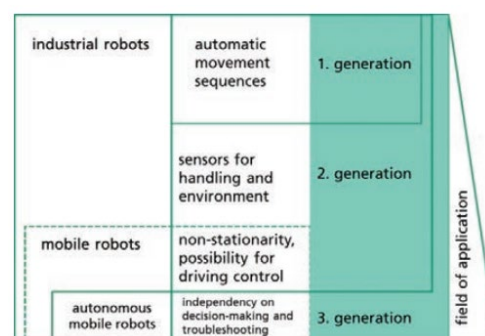 industrial robots
automatic
movement
sequences
1. generation
sensors for
handling and
environment
2. generation
mobile robots
non-stationarity,
possibility for
driving control
autonomous
mobile robots
independency on
decision-making and
troubleshooting
3. generation
field of application